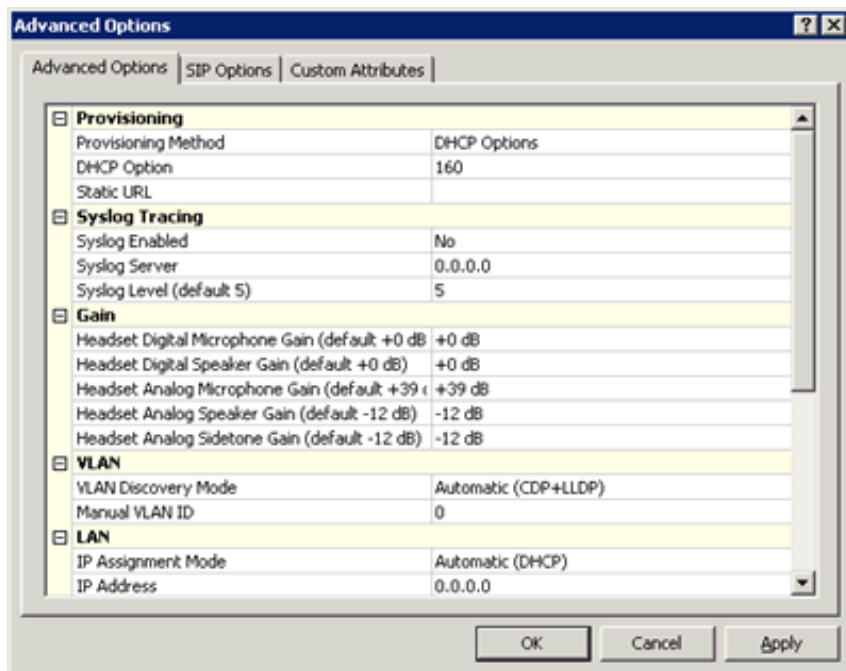 Advanced Options
Advanced Options SIP Options Custom Attributes
Provisioning
Provisioning Method DHCP Options
DHCP Option 160
Static URL
Syslog Tracing
Syslog Enabled No
Syslog Server 0.0.0.0
Syslog Level (default 5) 5
Gain
Headset Digital Microphone Gain (default +0 dB +0 dB
Headset Digital Speaker Gain (default +0 dB) +0 dB
Headset Analog Microphone Gain (default +39 +39 dB
Headset Analog Speaker Gain (default -12 dB) -12 dB
Headset Analog Sidetone Gain (default -12 dB) -12 dB
VLAN
VLAN Discovery Mode Automatic (CDP+LLDP)
Manual VLAN ID 0
LAN
IP Assignment Mode Automatic (DHCP)
IP Address 0.0.0.0
OK Cancel Apply